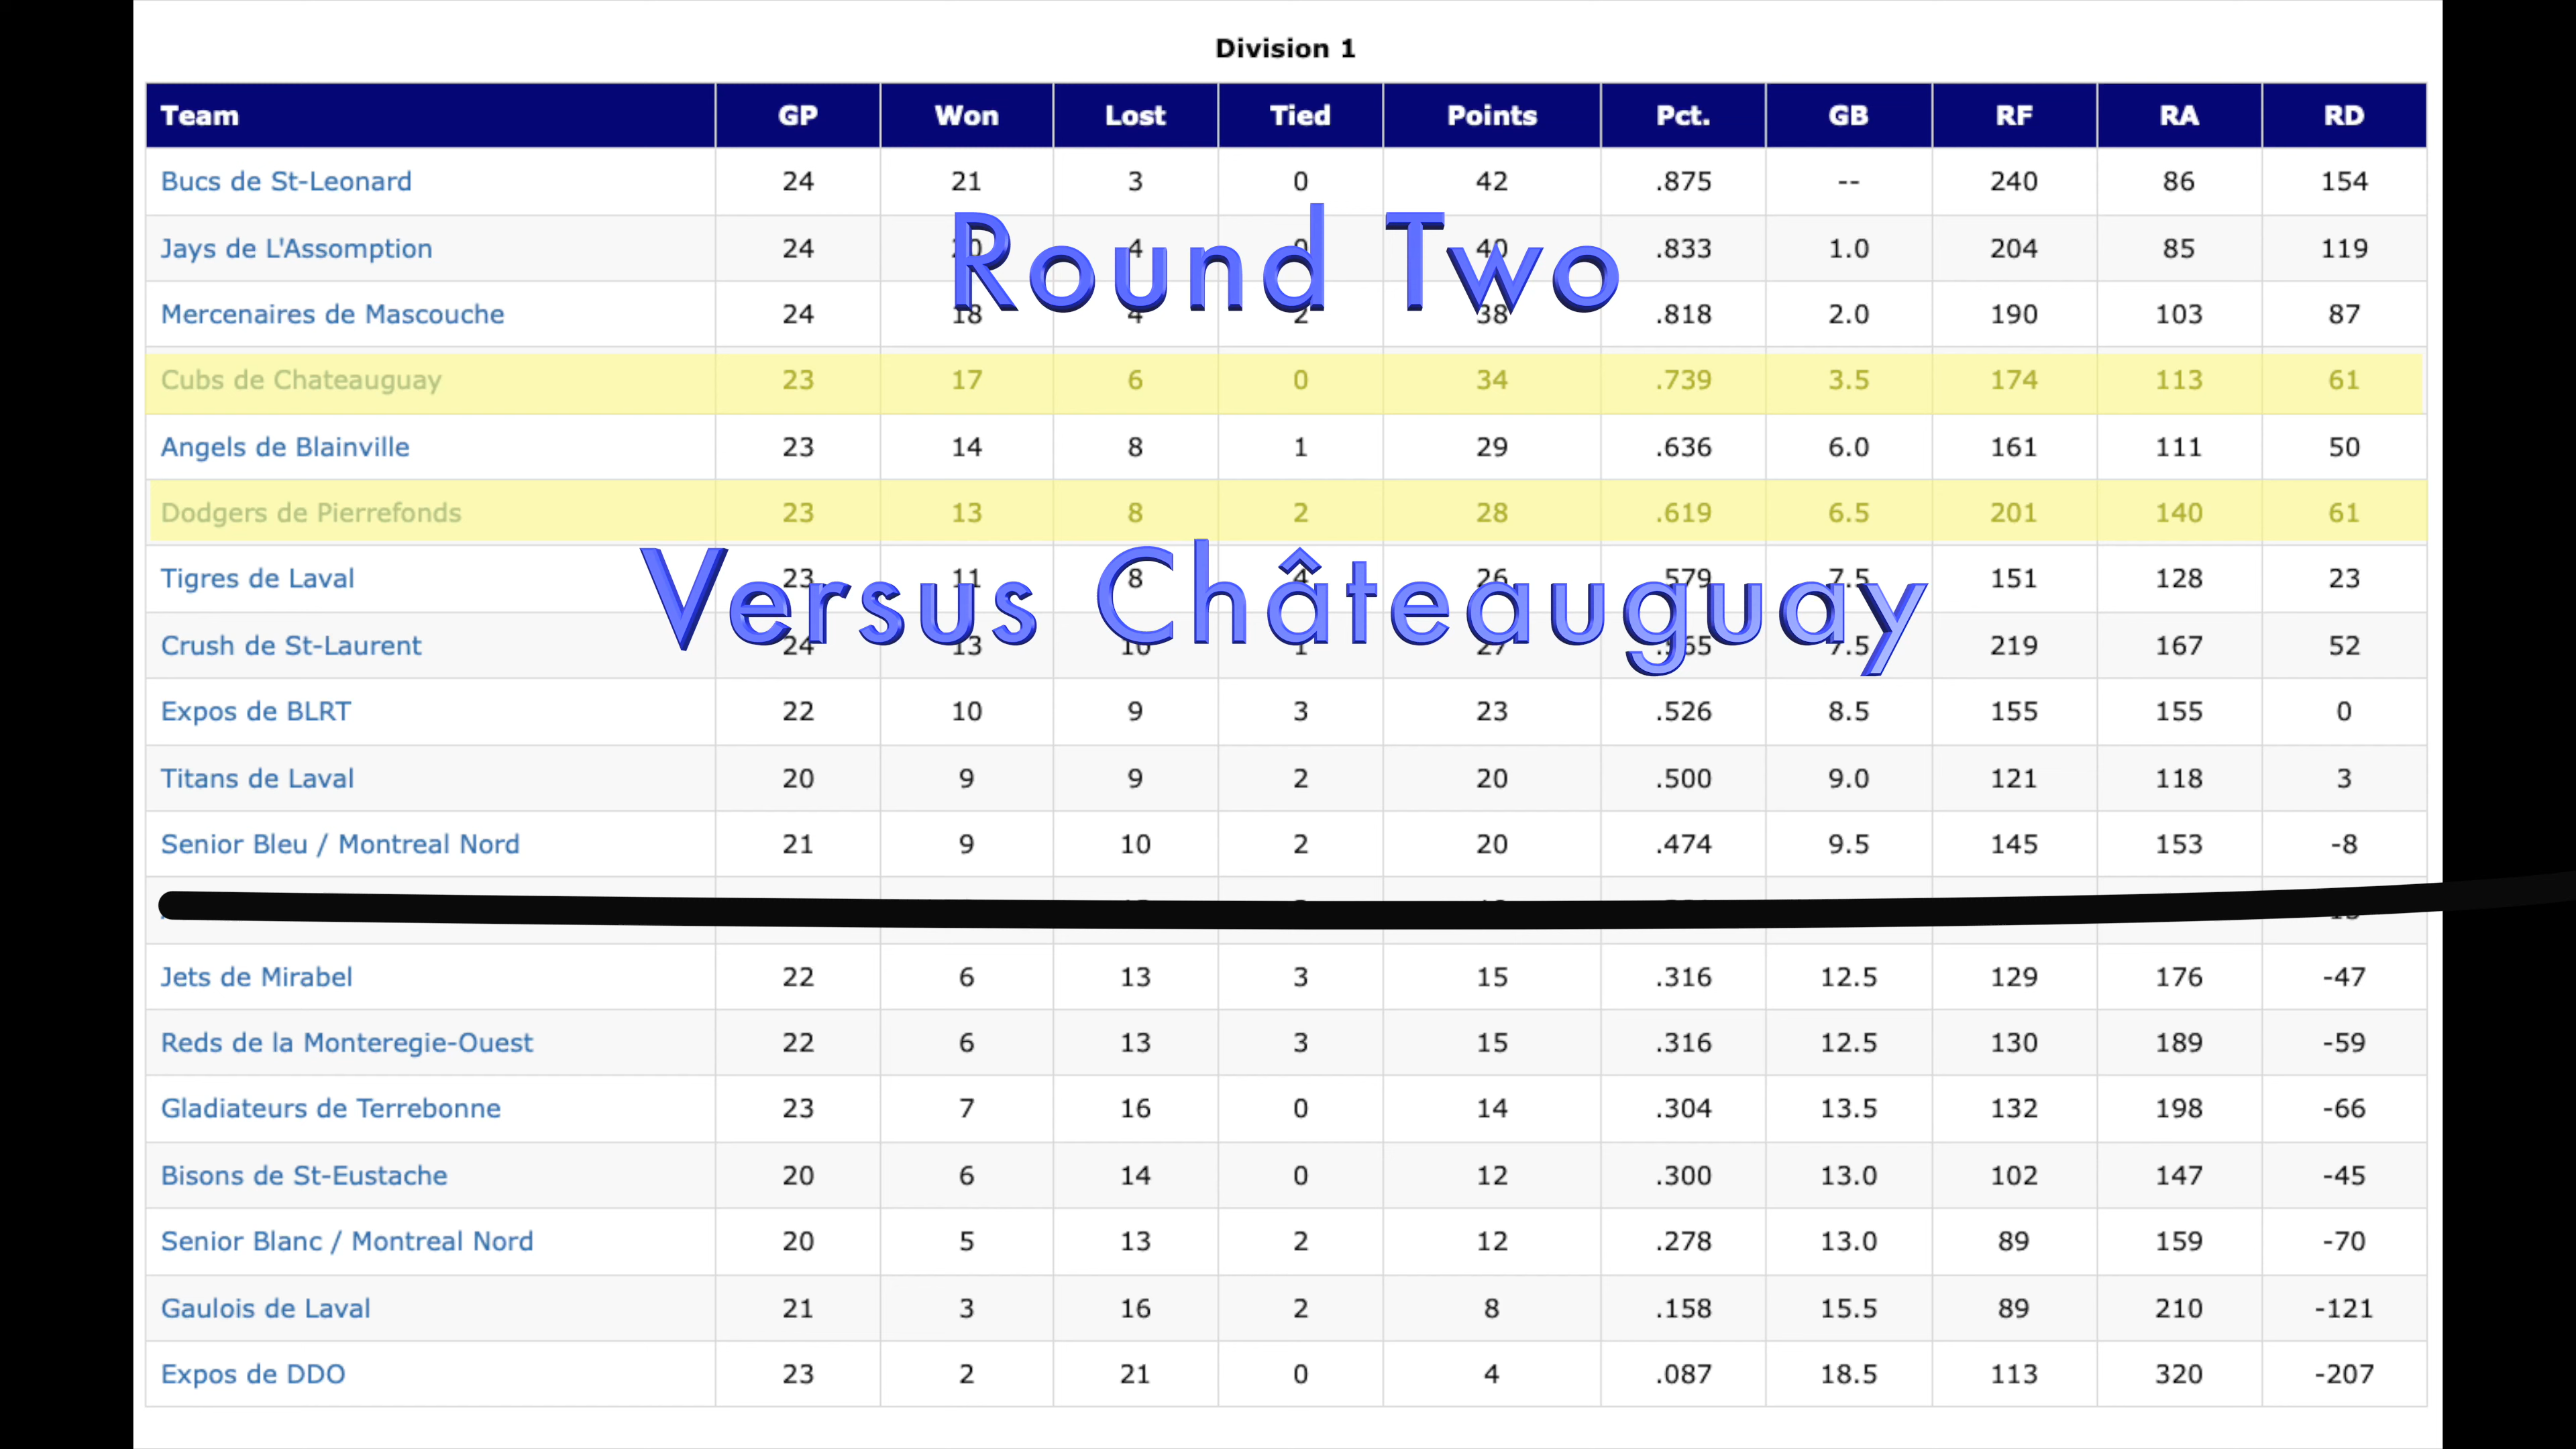 Division 1
Team GP Won Lost Tied Points Pct. GB RF RA RD
Bucs de St-Leonard 24 21 3 0 42 .875 -- 240 86 154
Jays de L'Assomption 24 20 4 0 40 .833 1.0 204 85 119
Round Two
Mercenaires de Mascouche 24 18 4 2 38 .818 2.0 190 103 87
Cubs de Chateauguay 23 17 6 0 34 .739 3.5 174 113 61
Angels de Blainville 23 14 8 1 29 .636 6.0 161 111 50
Dodgers de Pierrefonds 23 13 8 2 28 .619 6.5 201 140 61
Tigres de Laval 23 11 8 4 26 .579 7.5 151 128 23
Versus Châteauguay
Crush de St-Laurent 24 13 10 1 27 .565 7.5 219 167 52
Expos de BLRT 22 10 9 3 23 .526 8.5 155 155 0
Titans de Laval 20 9 9 2 20 .500 9.0 121 118 3
Senior Bleu / Montreal Nord 21 9 10 2 20 .474 9.5 145 153 -8
Jets de Mirabel 22 6 13 3 15 .316 12.5 129 176 -47
Reds de la Monteregie-Ouest 22 6 13 3 15 .316 12.5 130 189 -59
Gladiateurs de Terrebonne 23 7 16 0 14 .304 13.5 132 198 -66
Bisons de St-Eustache 20 6 14 0 12 .300 13.0 102 147 -45
Senior Blanc / Montreal Nord 20 5 13 2 12 .278 13.0 89 159 -70
Gaulois de Laval 21 3 16 2 8 .158 15.5 89 210 -121
Expos de DDO 23 2 21 0 4 .087 18.5 113 320 -207